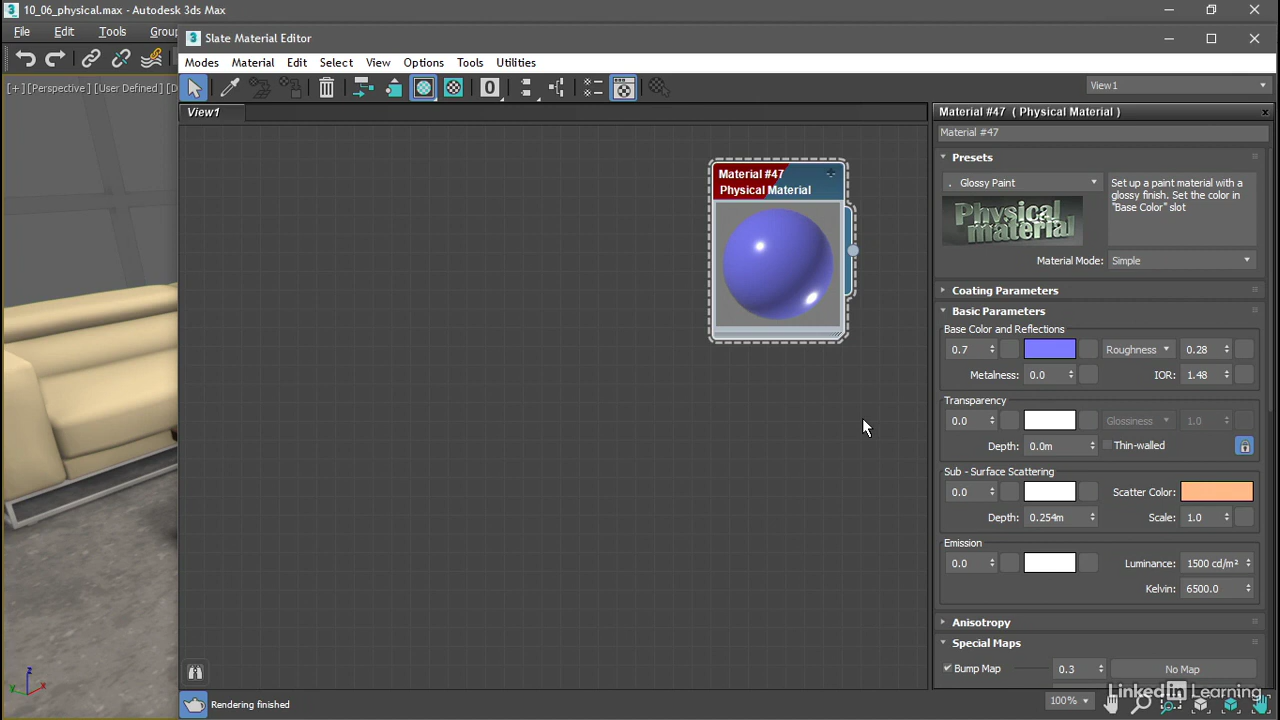 10_06_physical.max - Autodesk 3ds Max
File Edit Tools Group
Slate Material Editor
Modes Material Edit Select View Options Tools Utilities
[+] [Perspective ] [User Defined ] [D
0
View1
View1
Material #47 ( Physical Material )
Material #47
Material #47
Physical Material
Presets
. Glossy Paint
Set up a paint material with a
glossy finish. Set the color in
"Base Color" slot
Physical
material
Material Mode: Simple
Coating Parameters
Basic Parameters
Base Color and Reflections
0.7 Roughness 0.28
Metalness: 0.0 IOR: 1.48
Transparency
0.0 Glossiness 1.0
Depth: 0.0m Thin-walled
Sub - Surface Scattering
0.0 Scatter Color:
Depth: 0.254m Scale: 1.0
Emission
0.0 Luminance: 1500 cd/m²
Kelvin: 6500.0
Anisotropy
Special Maps
Bump Map 0.3 No Map
LinkedIn Learning
Rendering finished
100%
z
y x